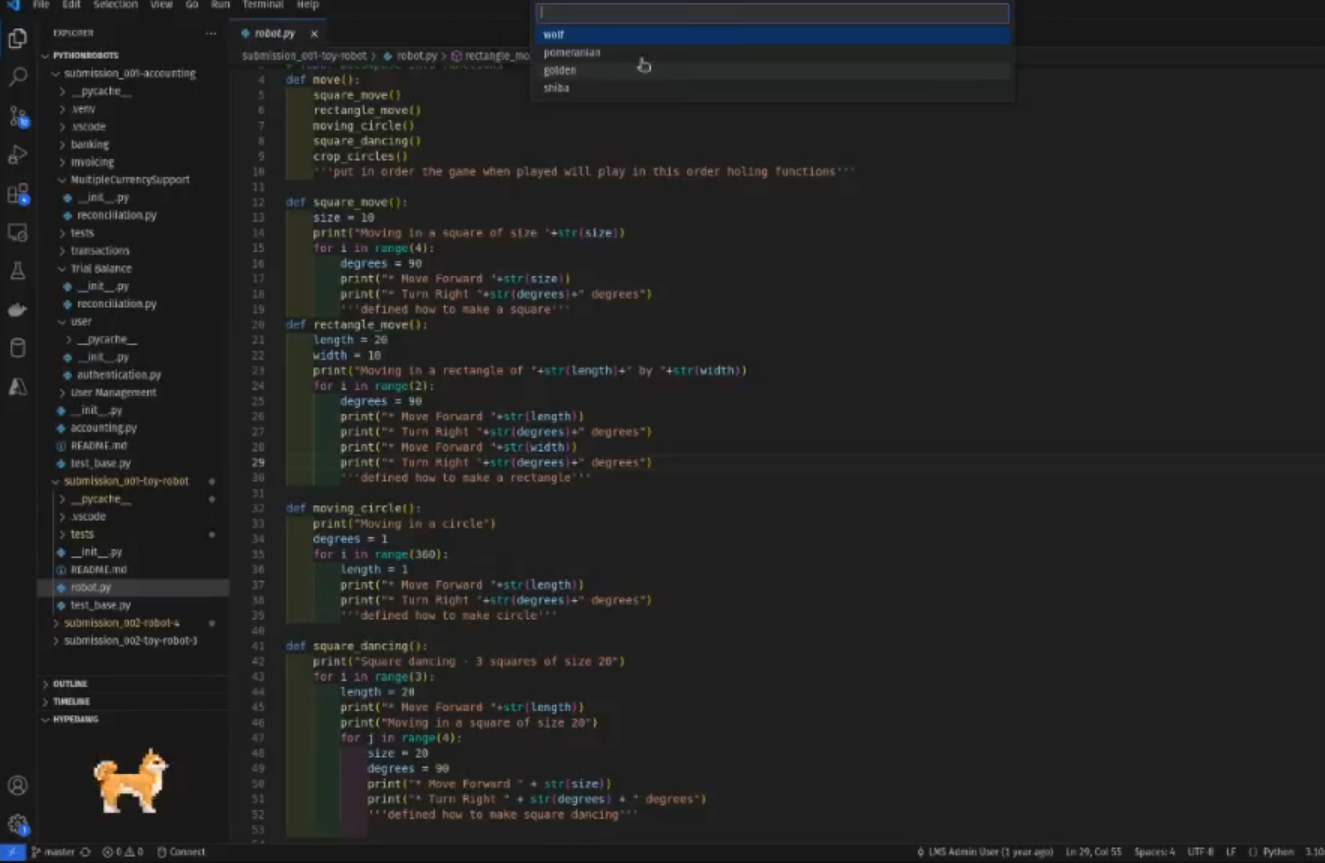 File Edit Selection View Go Run Terminal Help
wolf
pomeranian
golden
shiba
EXPLORER ...
PYTHONROBOTS
submission_001-accounting
__pycache__
.venv
.vscode
banking
invoicing
MultipleCurrencySupport
__init__.py
reconciliation.py
tests
transactions
Trial Balance
__init__.py
reconciliation.py
user
__pycache__
__init__.py
authentication.py
User Management
__init__.py
accounting.py
README.md
test_base.py
submission_001-toy-robot
__pycache__
.vscode
tests
__init__.py
README.md
robot.py
test_base.py
submission_002-robot-4
submission_002-toy-robot-3
OUTLINE
TIMELINE
HYPEDAWG
robot.py ×
submission_001-toy-robot > robot.py > rectangle_mo
4 def move():
5 square_move()
6 rectangle_move()
7 moving_circle()
8 square_dancing()
9 crop_circles()
10 '''put in order the game when played will play in this order holing functions'''
11
12 def square_move():
13 size = 10
14 print("Moving in a square of size "+str(size))
15 for i in range(4):
16 degrees = 90
17 print("* Move Forward "+str(size))
18 print("* Turn Right "+str(degrees)+" degrees")
19 '''defined how to make a square'''
20 def rectangle_move():
21 length = 20
22 width = 10
23 print("Moving in a rectangle of "+str(length)+" by "+str(width))
24 for i in range(2):
25 degrees = 90
26 print("* Move Forward "+str(length))
27 print("* Turn Right "+str(degrees)+" degrees")
28 print("* Move Forward "+str(width))
29 print("* Turn Right "+str(degrees)+" degrees")
30 '''defined how to make a rectangle'''
31
32 def moving_circle():
33 print("Moving in a circle")
34 degrees = 1
35 for i in range(360):
36 length = 1
37 print("* Move Forward "+str(length))
38 print("* Turn Right "+str(degrees)+" degrees")
39 '''defined how to make circle'''
40
41 def square_dancing():
42 print("Square dancing - 3 squares of size 20")
43 for i in range(3):
44 length = 20
45 print("* Move Forward "+str(length))
46 print("Moving in a square of size 20")
47 for j in range(4):
48 size = 20
49 degrees = 90
50 print("* Move Forward " + str(size))
51 print("* Turn Right " + str(degrees) + " degrees")
52 '''defined how to make square dancing'''
53
master 0 0 Connect LMS Admin User (1 year ago) Ln 29, Col 55 Spaces: 4 UTF-8 LF Python 3.10